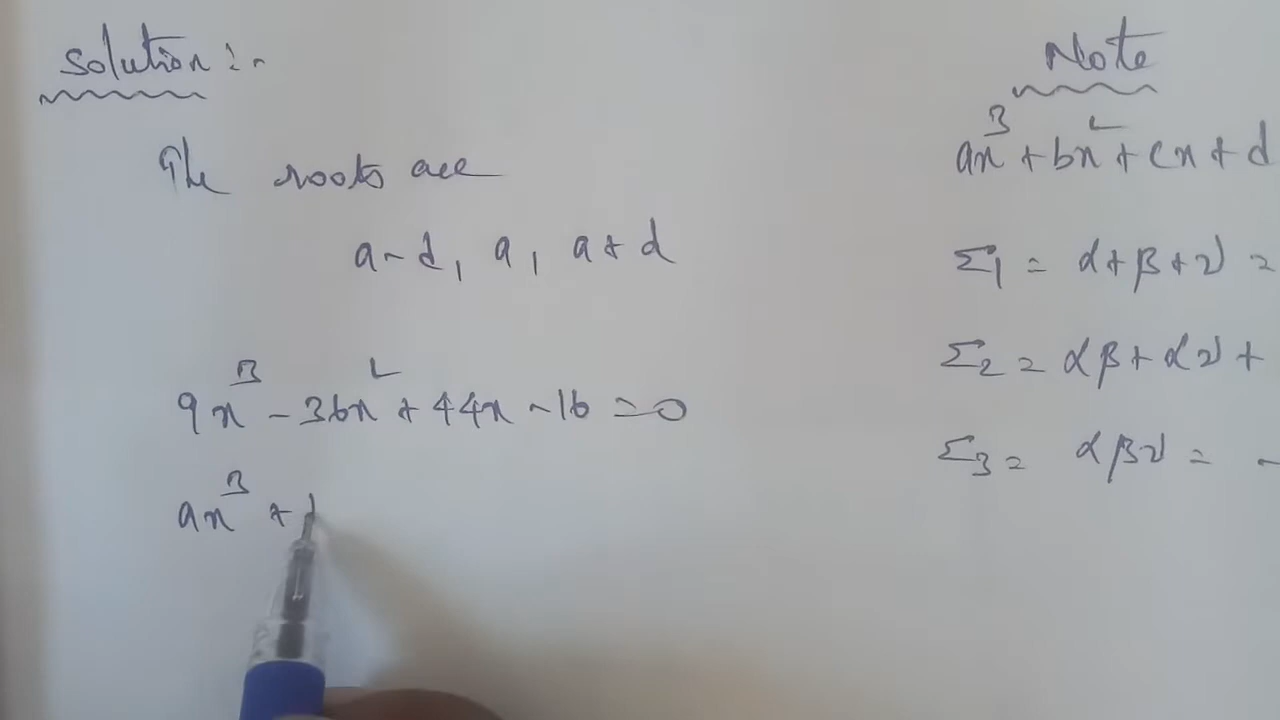 Solution :-
The roots are
a - d, a, a + d
9x³ - 36x² + 44x - 16 = 0
ax³ +
Note
ax³ + bx² + cx + d
Σ1 = α + β + γ =
Σ2 = αβ + αγ +
Σ3 = αβγ = -